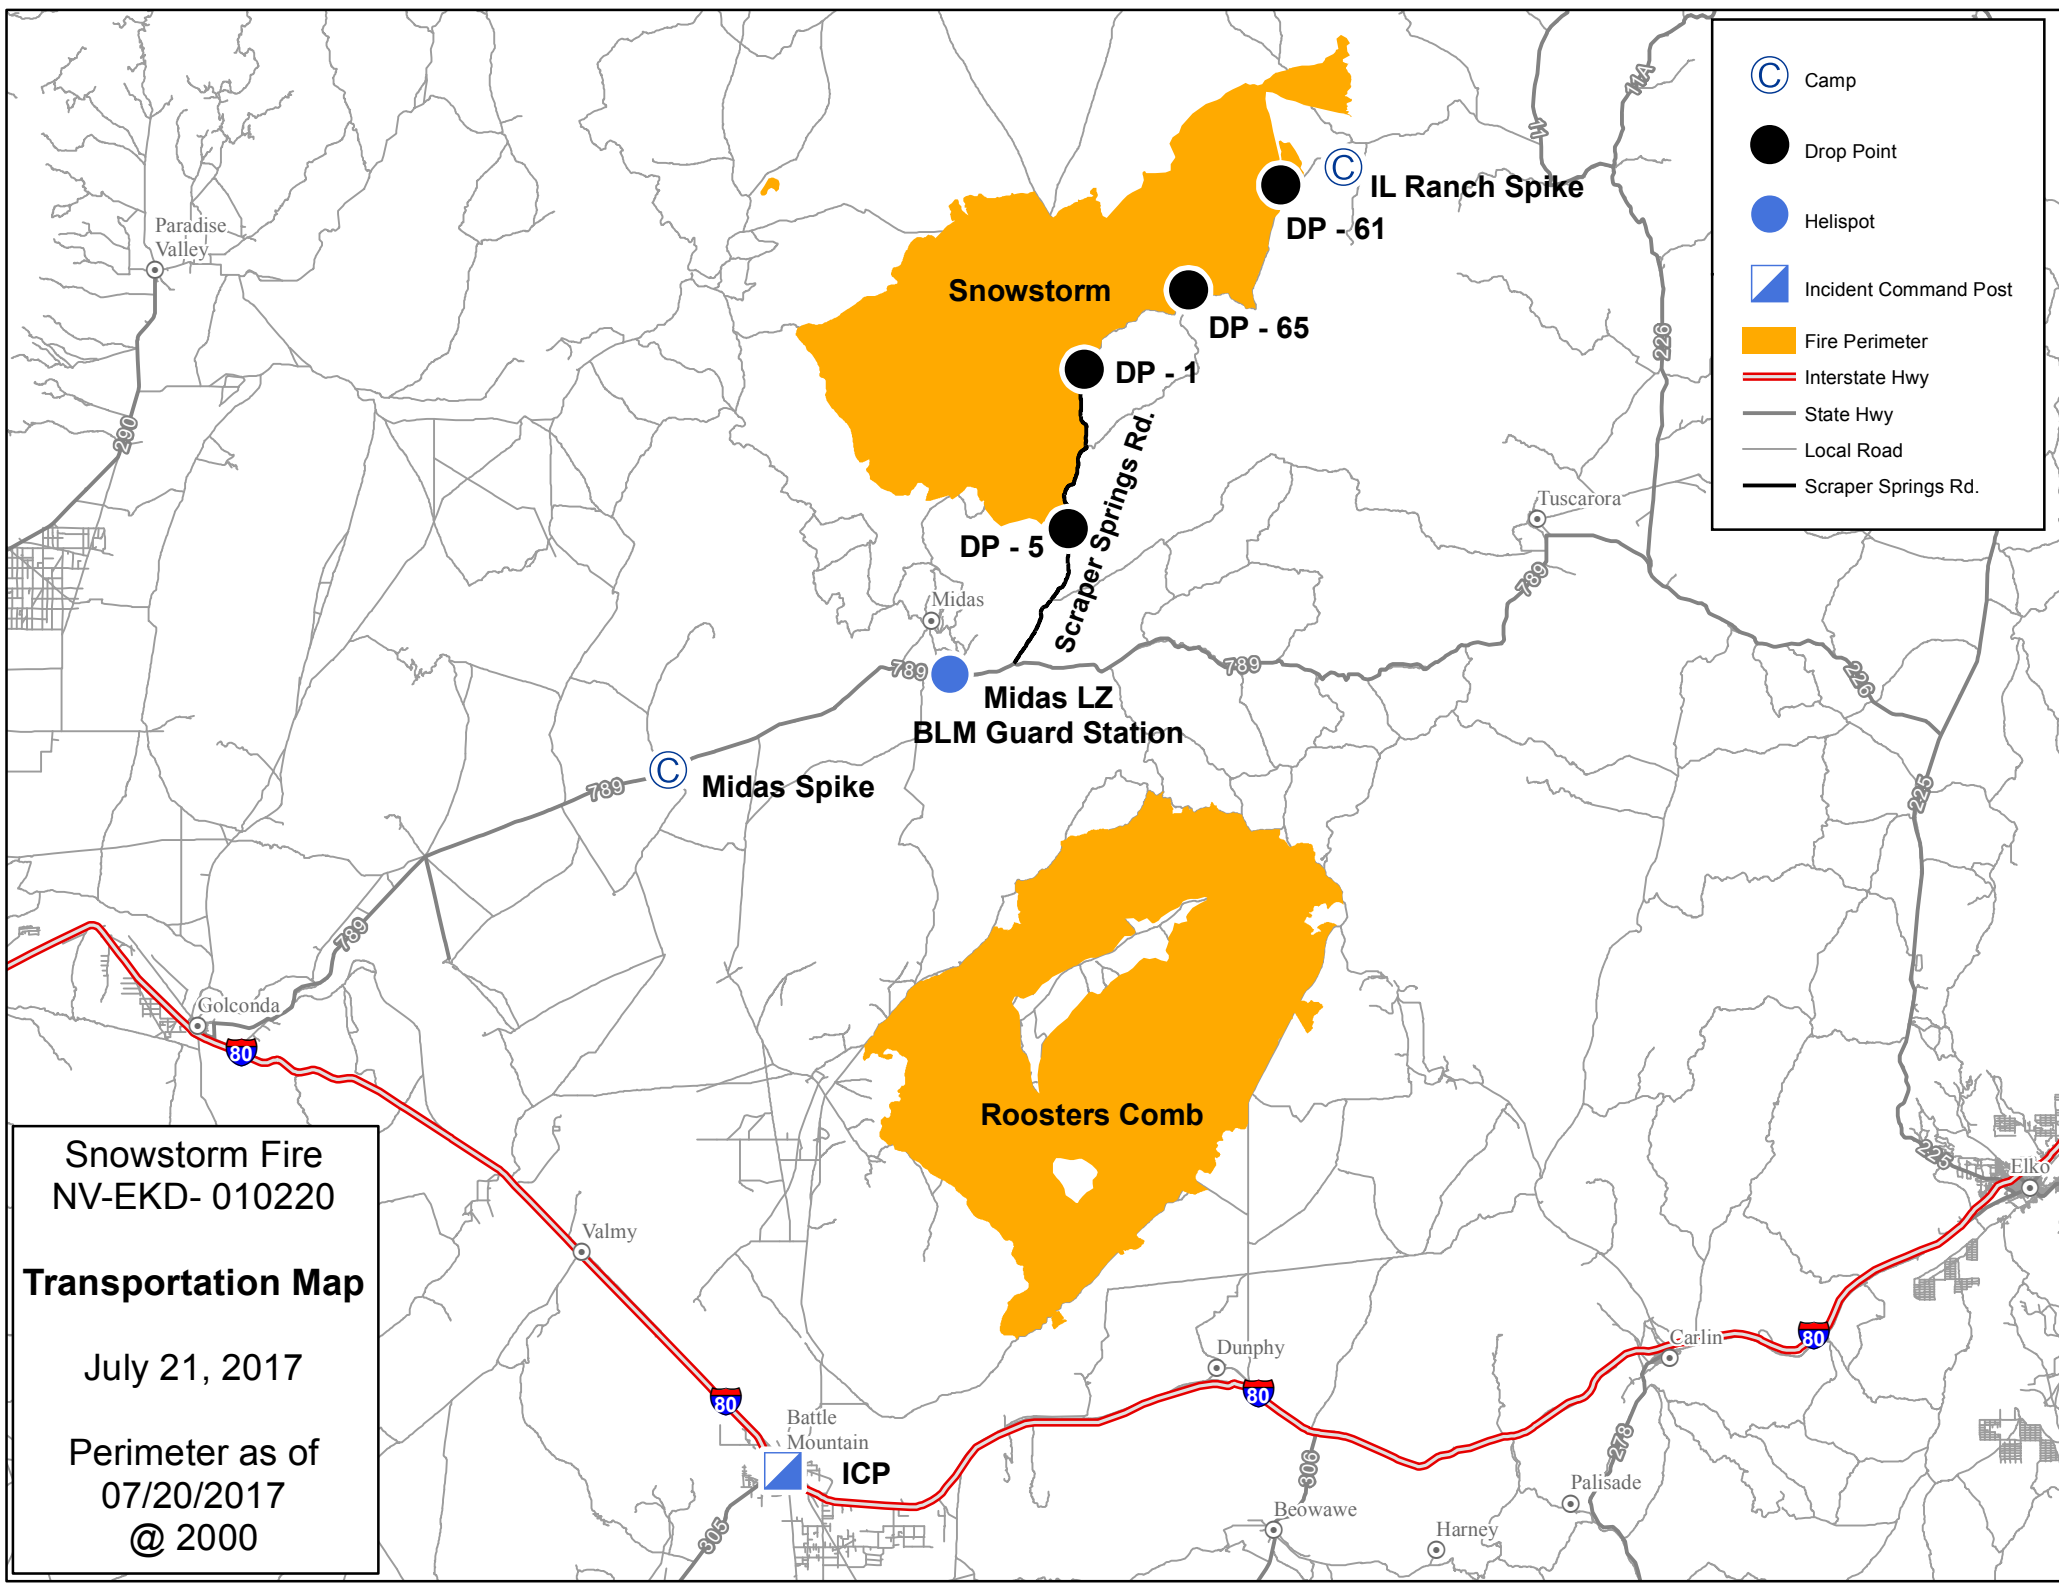 Camp
Drop Point
Helispot
Incident Command Post
Fire Perimeter
Interstate Hwy
State Hwy
Local Road
Scraper Springs Rd.
11A
11
IL Ranch Spike
DP - 61
Paradise
Valley
Snowstorm
DP - 65
226
DP - 1
290
Scraper Springs Rd.
Tuscarora
DP - 5
789
Midas
789
789
226
Midas LZ
BLM Guard Station
Midas Spike
789
225
789
Golconda
80
Roosters Comb
225
Elko
Valmy
Dunphy
Carlin
80
80
80
Battle
Mountain
ICP
306
278
Palisade
Beowawe
Harney
305
Snowstorm Fire
NV-EKD- 010220
Transportation Map
July 21, 2017
Perimeter as of
07/20/2017
@ 2000